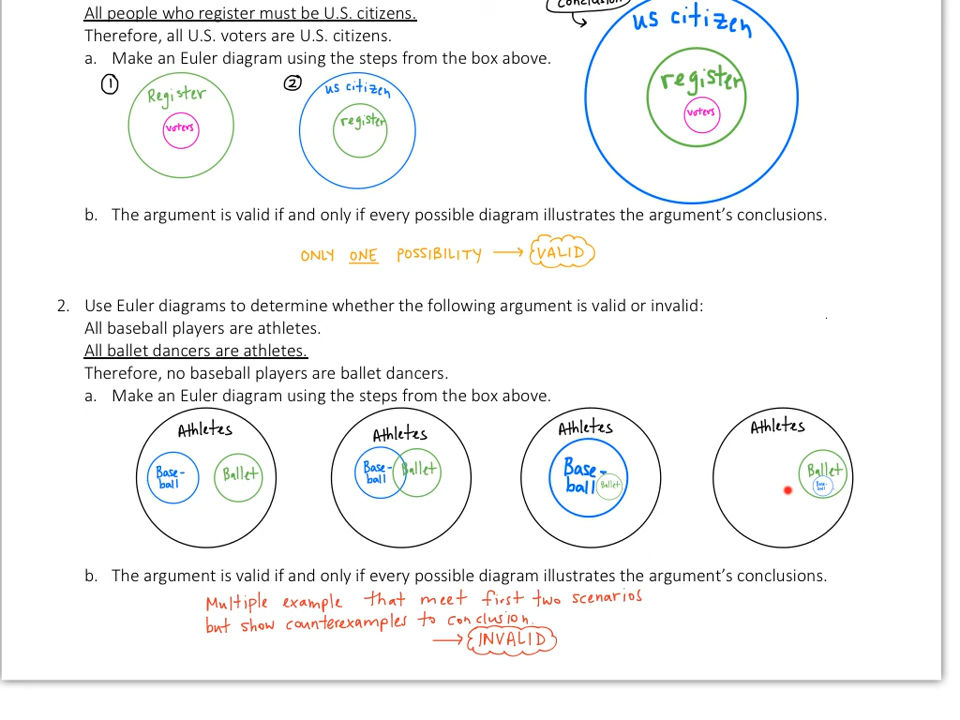 All people who register must be U.S. citizens.
Therefore, all U.S. voters are U.S. citizens.
a. Make an Euler diagram using the steps from the box above.
conclusion
us citizen
register
voters
1
Register
voters
2
us citizen
register
b. The argument is valid if and only if every possible diagram illustrates the argument's conclusions.
ONLY ONE POSSIBILITY → VALID
2. Use Euler diagrams to determine whether the following argument is valid or invalid:
All baseball players are athletes.
All ballet dancers are athletes.
Therefore, no baseball players are ballet dancers.
a. Make an Euler diagram using the steps from the box above.
Athletes
Base-
ball
Ballet
Athletes
Base-
ball
Ballet
Athletes
Base-
ball
Ballet
Athletes
Ballet
Base-
ball
b. The argument is valid if and only if every possible diagram illustrates the argument's conclusions.
Multiple example that meet first two scenarios
but show counterexamples to conclusion.
→ INVALID